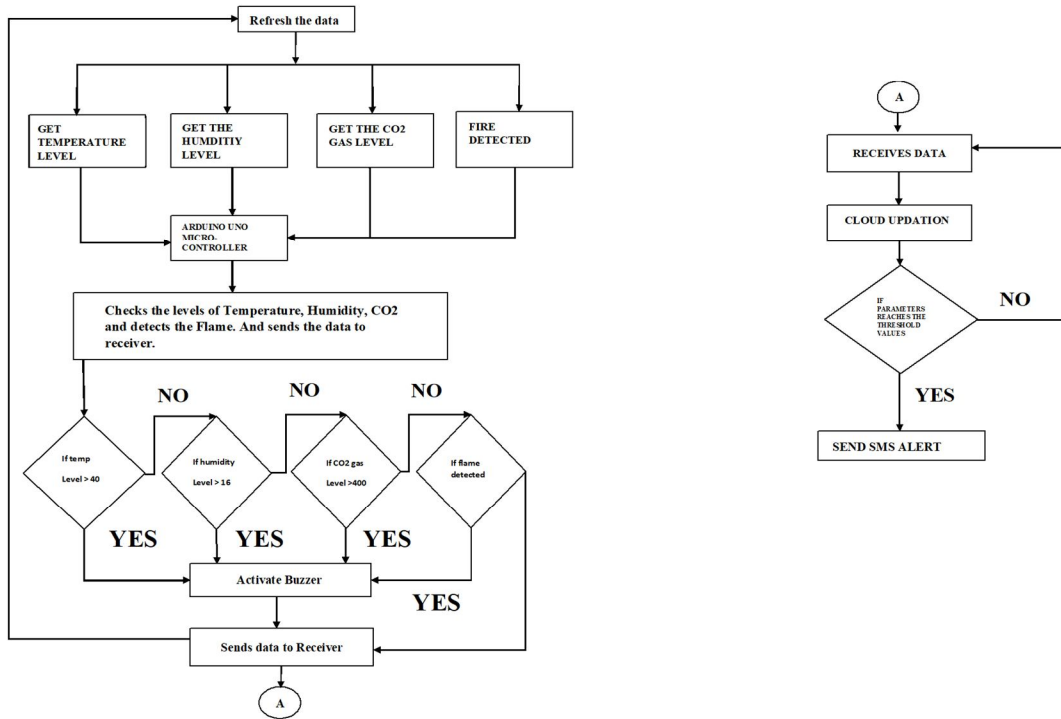 Refresh the data
GET
TEMPERATURE
LEVEL
GET THE
HUMDITIY
LEVEL
GET THE CO2
GAS LEVEL
FIRE
DETECTED
ARDUINO UNO
MICRO-
CONTROLLER
Checks the levels of Temperature, Humidity, CO2
and detects the Flame. And sends the data to
receiver.
NO
NO
NO
If temp
Level > 40
If humidity
Level > 16
If CO2 gas
Level >400
If flame
detected
YES
YES
YES
Activate Buzzer
YES
Sends data to Receiver
A
A
RECEIVES DATA
CLOUD UPDATION
IF
PARAMETERS
REACHES THE
THRESHOLD
VALUES
NO
YES
SEND SMS ALERT